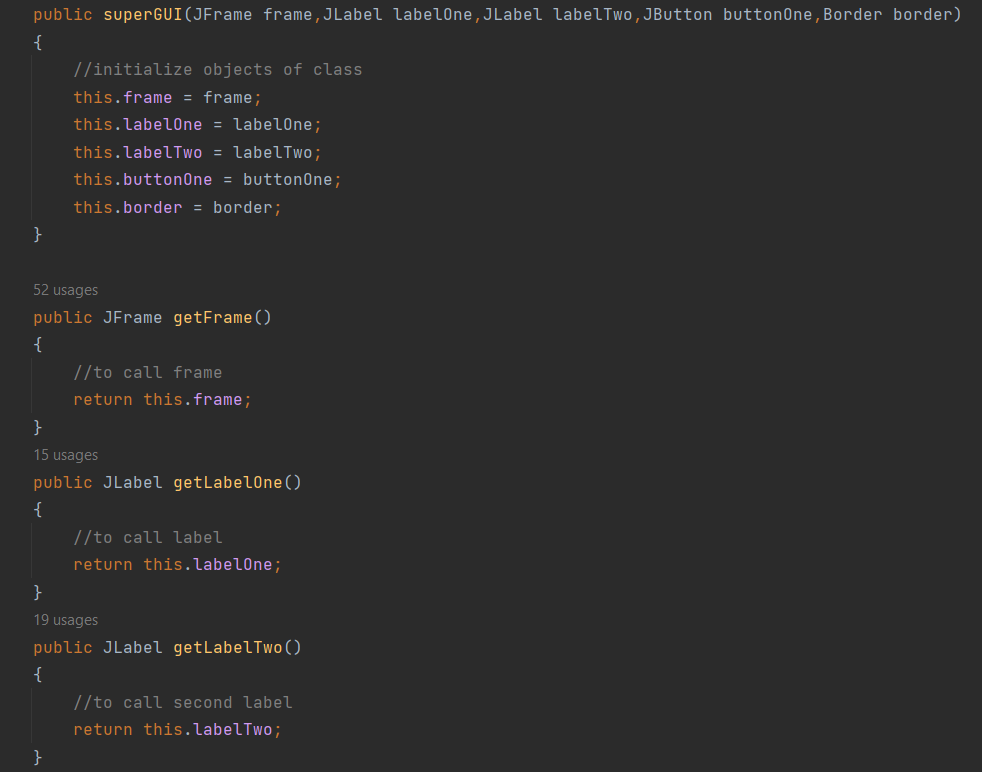 public superGUI(JFrame frame,JLabel labelOne,JLabel labelTwo,JButton buttonOne,Border border)
{
    //initialize objects of class
    this.frame = frame;
    this.labelOne = labelOne;
    this.labelTwo = labelTwo;
    this.buttonOne = buttonOne;
    this.border = border;
}
52 usages
public JFrame getFrame()
{
    //to call frame
    return this.frame;
}
15 usages
public JLabel getLabelOne()
{
    //to call label
    return this.labelOne;
}
19 usages
public JLabel getLabelTwo()
{
    //to call second label
    return this.labelTwo;
}